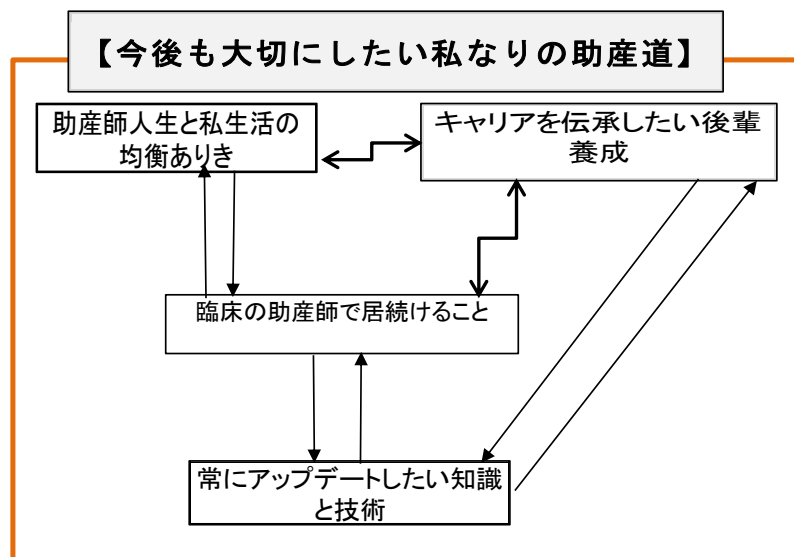 【今後も大切にしたい私なりの助産道】
助産師人生と私生活の
均衡ありき
キャリアを伝承したい後輩
養成
臨床の助産師で居続けること
常にアップデートしたい知識
と技術